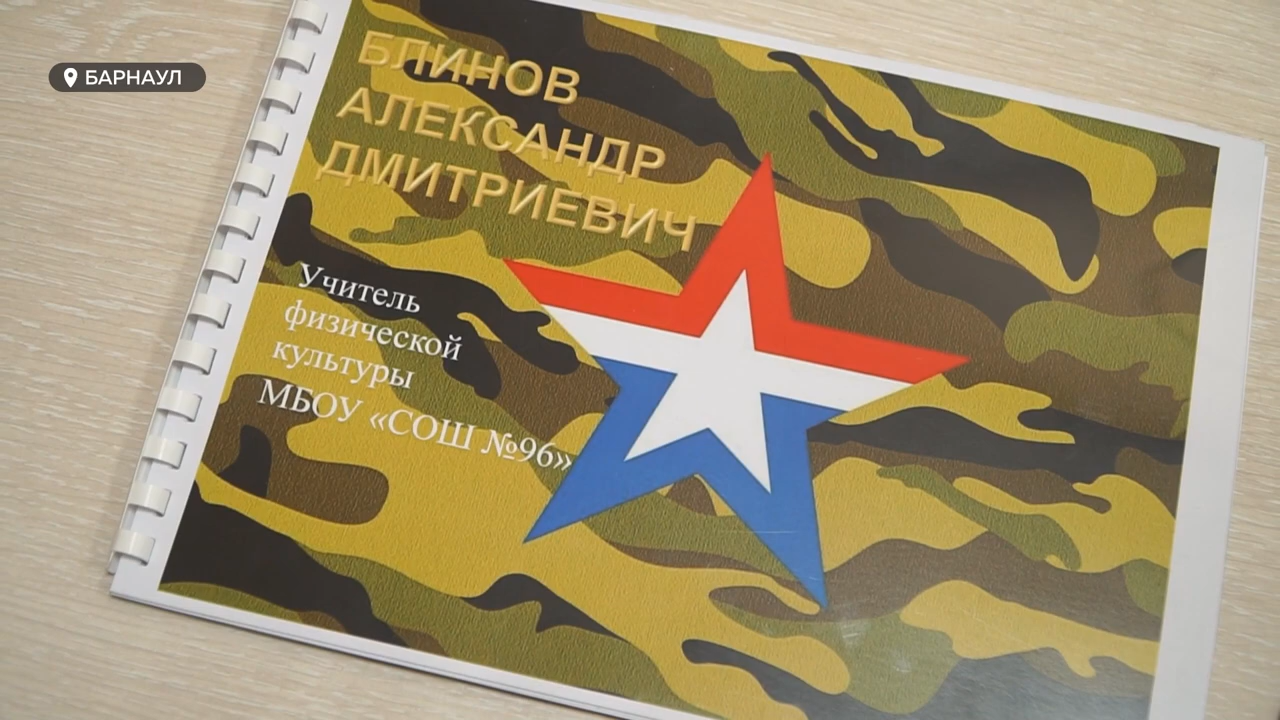 БАРНАУЛ
БЛИНОВ
АЛЕКСАНДР
ДМИТРИЕВИЧ
Учитель
физической
культуры
МБОУ «СОШ №96»